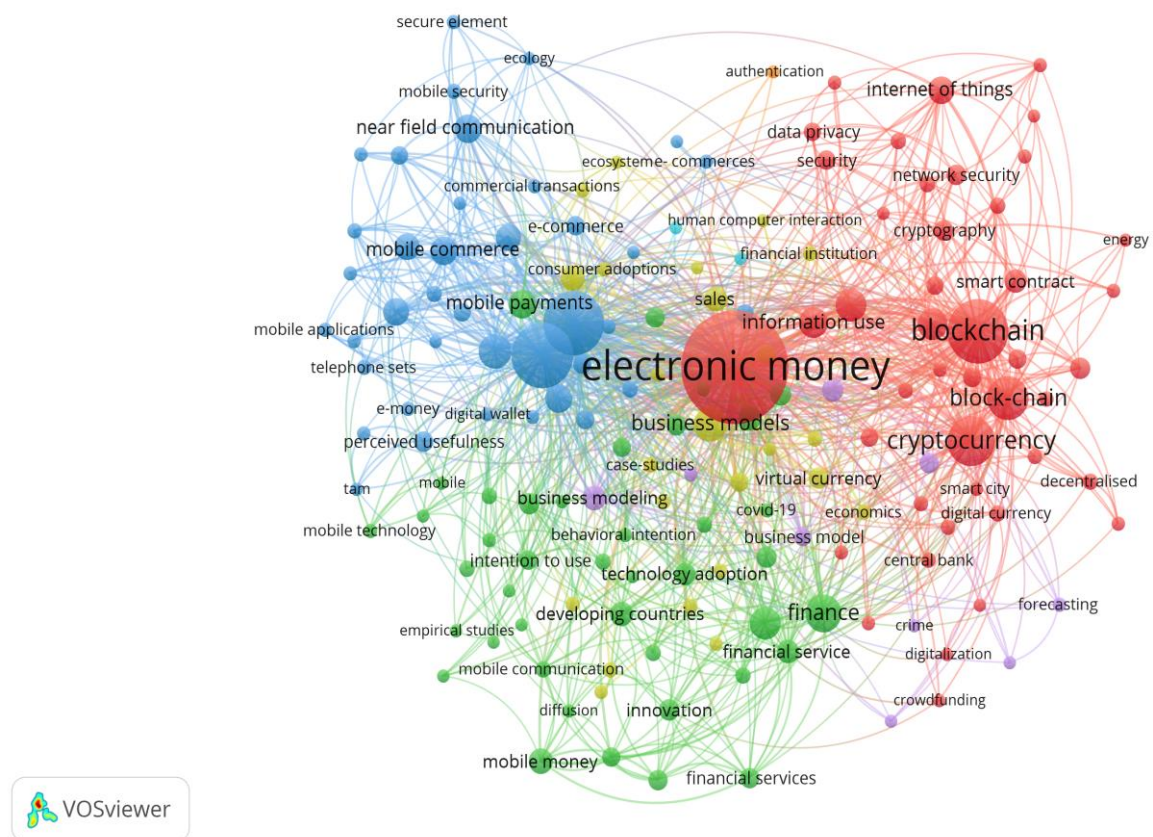 secure element
ecology
authentication
internet of things
mobile security
near field communication
data privacy
ecosysteme- commerces
security
commercial transactions
network security
e-commerce
human computer interaction
cryptography
mobile commerce
financial institution
energy
consumer adoptions
smart contract
mobile payments
sales
information use
blockchain
mobile applications
electronic money
telephone sets
block-chain
e-money
digital wallet
business models
perceived usefulness
cryptocurrency
case-studies
mobile
virtual currency
tam
smart city
decentralised
business modeling
covid-19
economics
digital currency
mobile technology
behavioral intention
business model
intention to use
central bank
technology adoption
developing countries
finance
forecasting
empirical studies
crime
financial service
digitalization
mobile communication
crowdfunding
diffusion
innovation
mobile money
financial services
VOSviewer